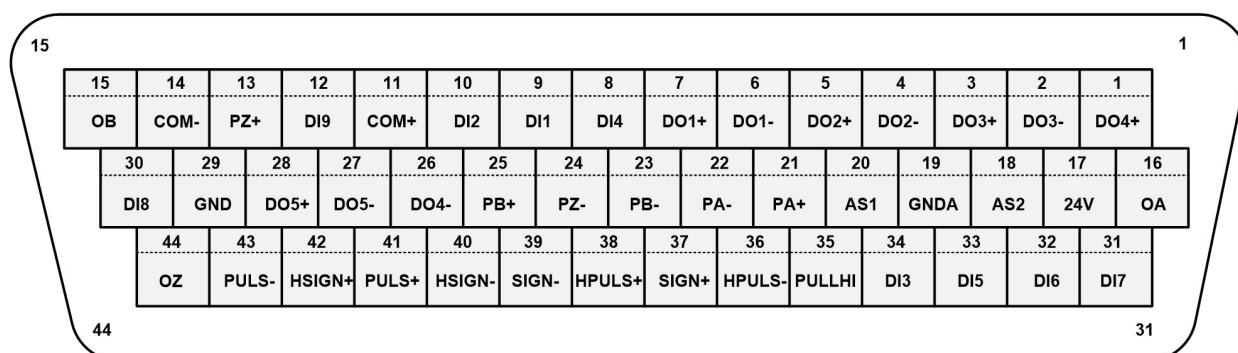 15 1
15 14 13 12 11 10 9 8 7 6 5 4 3 2 1
OB COM- PZ+ DI9 COM+ DI2 DI1 DI4 DO1+ DO1- DO2+ DO2- DO3+ DO3- DO4+
30 29 28 27 26 25 24 23 22 21 20 19 18 17 16
DI8 GND DO5+ DO5- DO4- PB+ PZ- PB- PA- PA+ AS1 GNDA AS2 24V OA
44 43 42 41 40 39 38 37 36 35 34 33 32 31
OZ PULS- HSIGN+ PULS+ HSIGN- SIGN- HPULS+ SIGN+ HPULS- PULLHI DI3 DI5 DI6 DI7
44 31